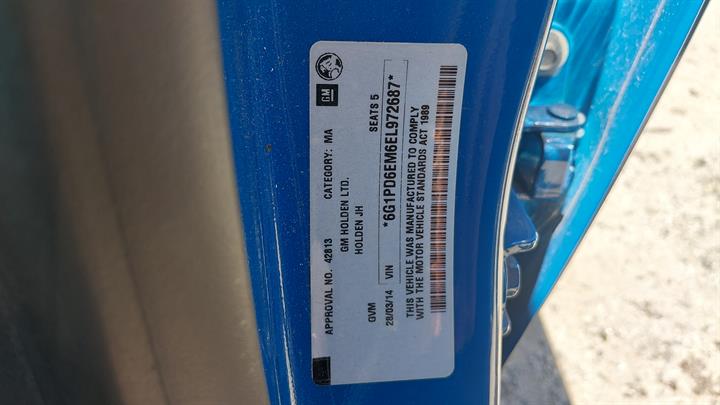 APPROVAL NO. 42813 CATEGORY: MA
GM HOLDEN LTD.
HOLDEN JH
GM
GVM SEATS 5
28/03/14 VIN *6G1PD6EM6EL972687*
THIS VEHICLE WAS MANUFACTURED TO COMPLY
WITH THE MOTOR VEHICLE STANDARDS ACT 1989